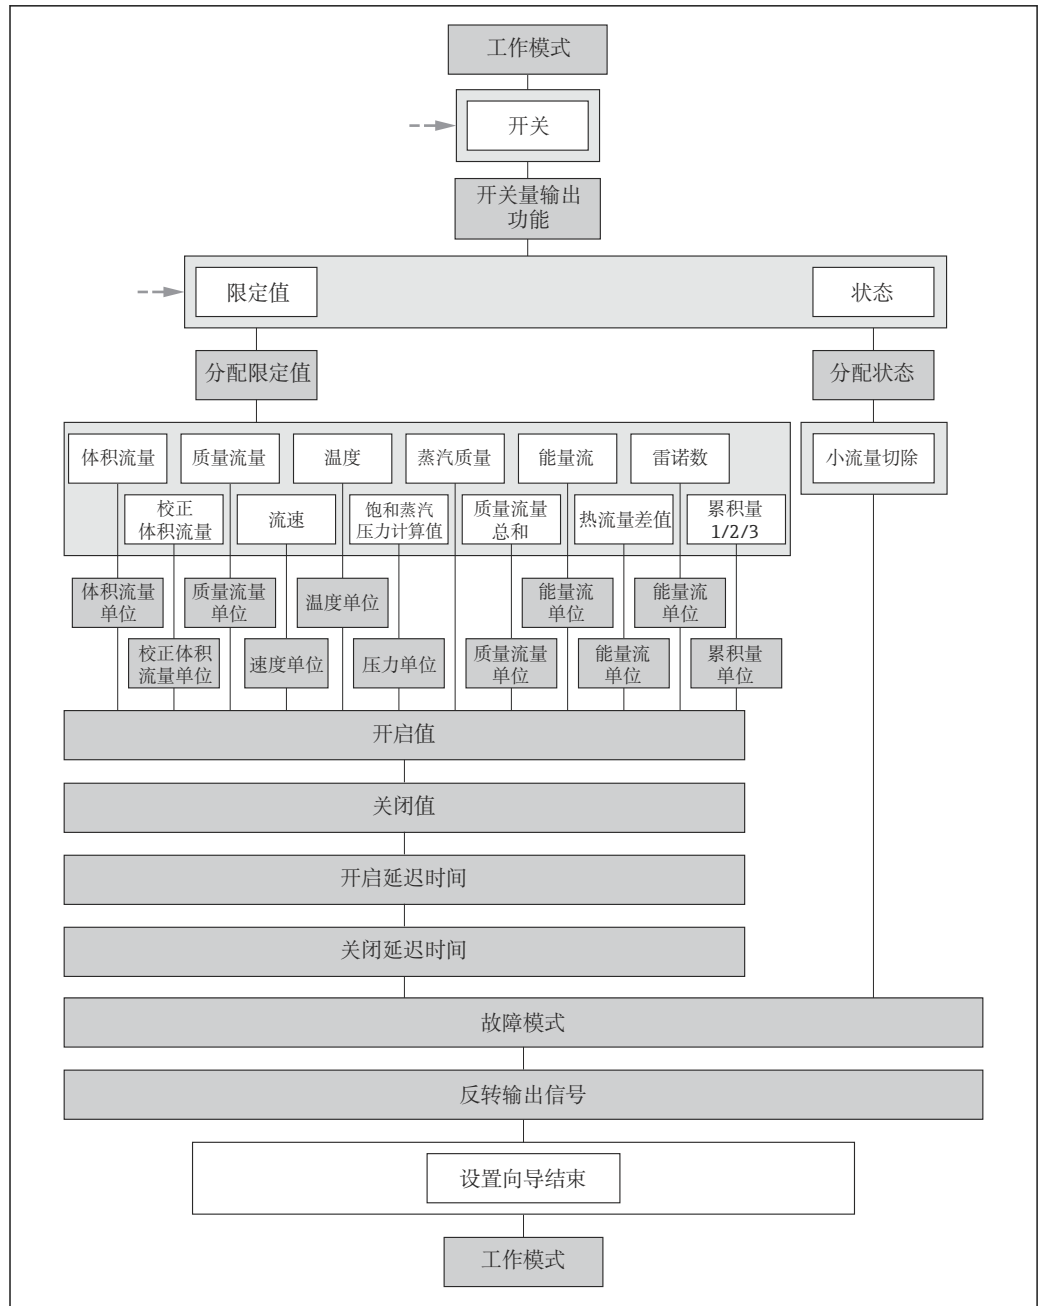 工作模式
开关
开关量输出
功能
限定值
状态
分配限定值
分配状态
体积流量
质量流量
温度
蒸汽质量
能量流
雷诺数
小流量切除
校正
体积流量
流速
饱和蒸汽
压力计算值
质量流量
总和
热流量差值
累积量
1/2/3
体积流量
单位
质量流量
单位
温度单位
能量流
单位
能量流
单位
校正体积
流量单位
速度单位
压力单位
质量流量
单位
能量流
单位
累积量
单位
开启值
关闭值
开启延迟时间
关闭延迟时间
故障模式
反转输出信号
设置向导结束
工作模式